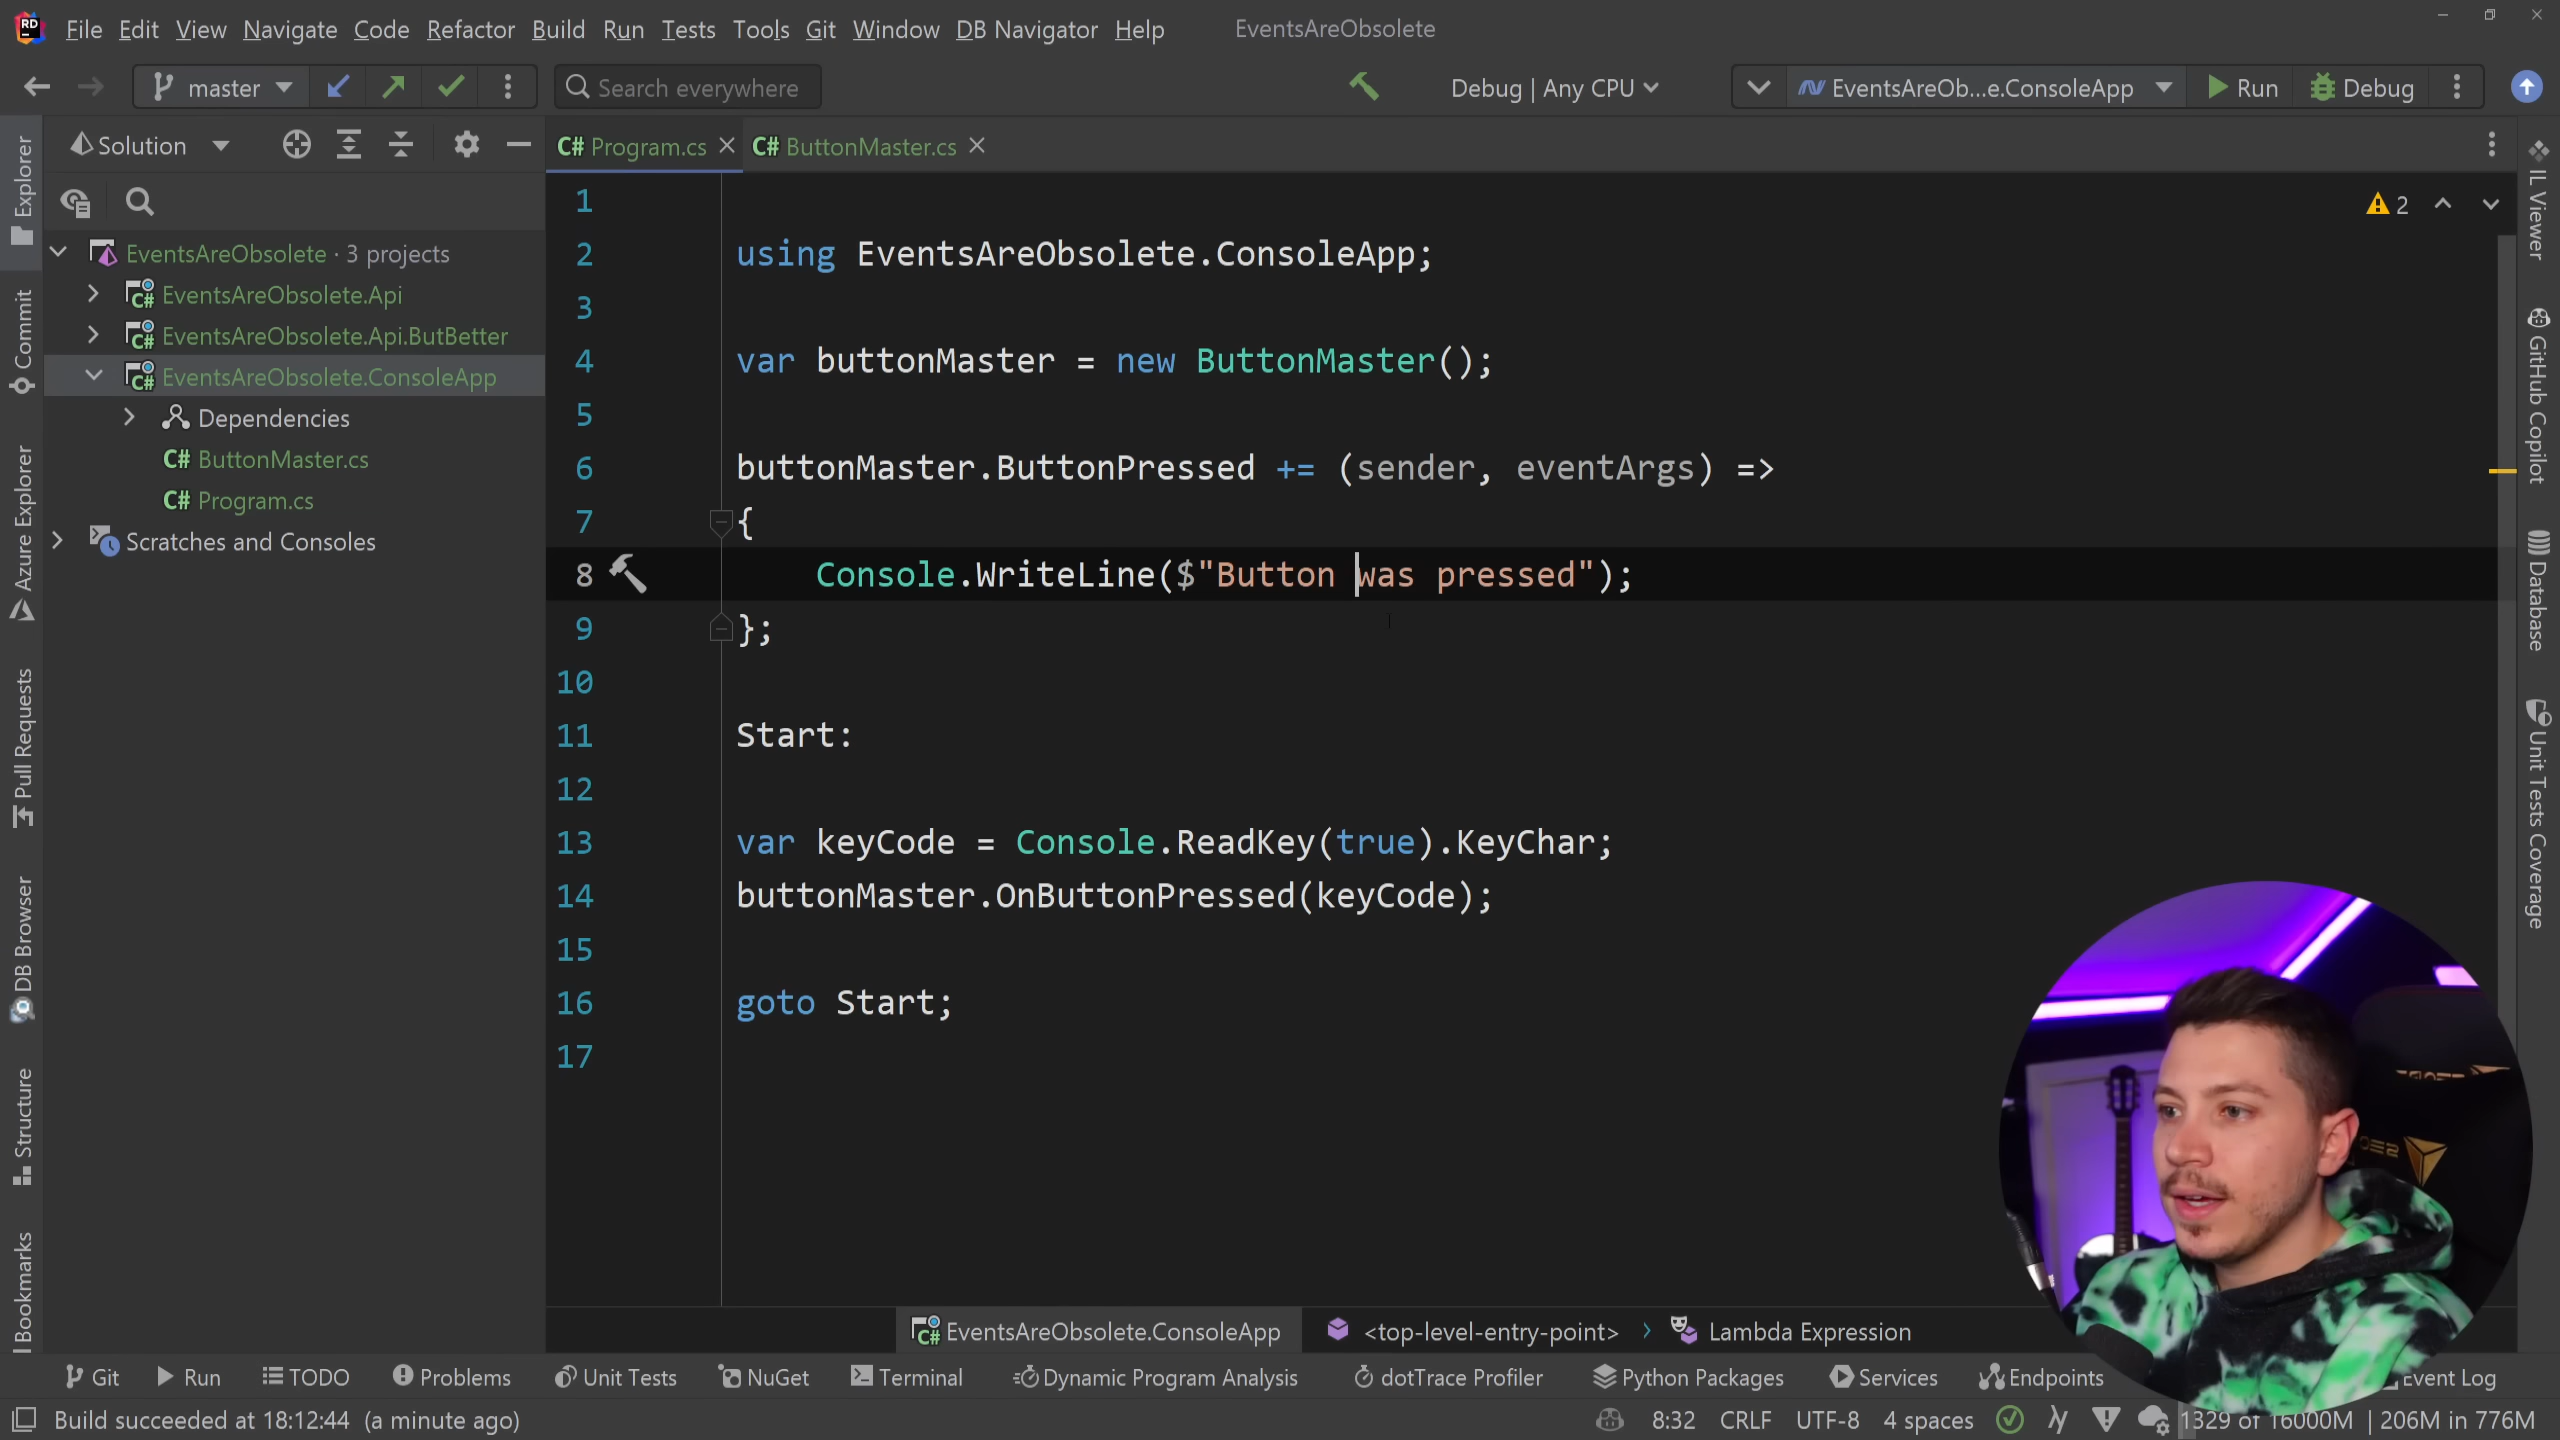 File Edit View Navigate Code Refactor Build Run Tests Tools Git Window DB Navigator Help EventsAreObsolete
master Search everywhere Debug | Any CPU EventsAreOb...e.ConsoleApp Run Debug
Solution
Program.cs ButtonMaster.cs
EventsAreObsolete · 3 projects
EventsAreObsolete.Api
EventsAreObsolete.Api.ButBetter
EventsAreObsolete.ConsoleApp
Dependencies
C# ButtonMaster.cs
C# Program.cs
Scratches and Consoles
Explorer
Commit
Azure Explorer
Pull Requests
DB Browser
Structure
Bookmarks
2
1
2 using EventsAreObsolete.ConsoleApp;
3
4 var buttonMaster = new ButtonMaster();
5
6 buttonMaster.ButtonPressed += (sender, eventArgs) =>
7 {
8 Console.WriteLine($"Button was pressed");
9 };
10
11 Start:
12
13 var keyCode = Console.ReadKey(true).KeyChar;
14 buttonMaster.OnButtonPressed(keyCode);
15
16 goto Start;
17
IL Viewer
GitHub Copilot
Database
Unit Tests Coverage
EventsAreObsolete.ConsoleApp <top-level-entry-point> › Lambda Expression
Git Run TODO Problems Unit Tests NuGet Terminal Dynamic Program Analysis dotTrace Profiler Python Packages Services Endpoints Event Log
Build succeeded at 18:12:44 (a minute ago) 8:32 CRLF UTF-8 4 spaces 1329 of 16000M | 206M in 776M